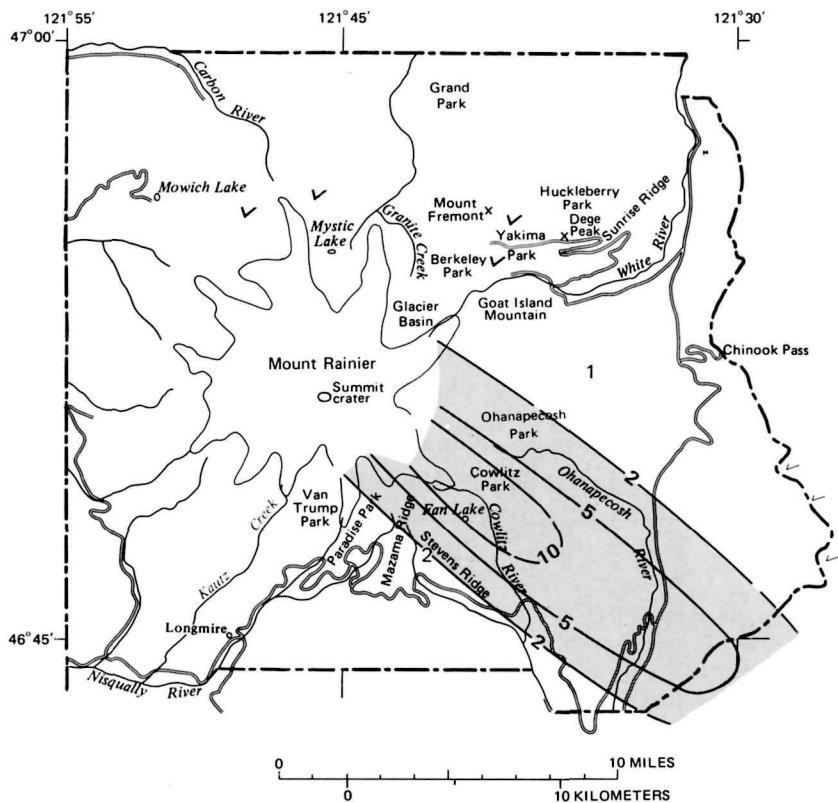 121°55'
121°45'
121°30'
47°00'
Carbon
River
Grand
Park
Mowich Lake
Mystic
Lake
Granite Creek
Mount
Fremont x
Huckleberry
Park
Dege
Peak
x
Sunrise Ridge
Yakima
Park
Berkeley
Park
White River
Glacier
Basin
Goat Island
Mountain
Mount Rainier
Summit
crater
1
Chinook Pass
Ohanapecosh
Park
2
Ohanapecosh
River
Cowlitz
Park
Van
Trump
Park
Paradise Park
Fan Lake
Cowlitz
River
5
10
Mazama Ridge
2
Stevens Ridge
Kautz
Creek
46°45'
Longmire
5
2
Nisqually
River
0
10 MILES
0
10 KILOMETERS